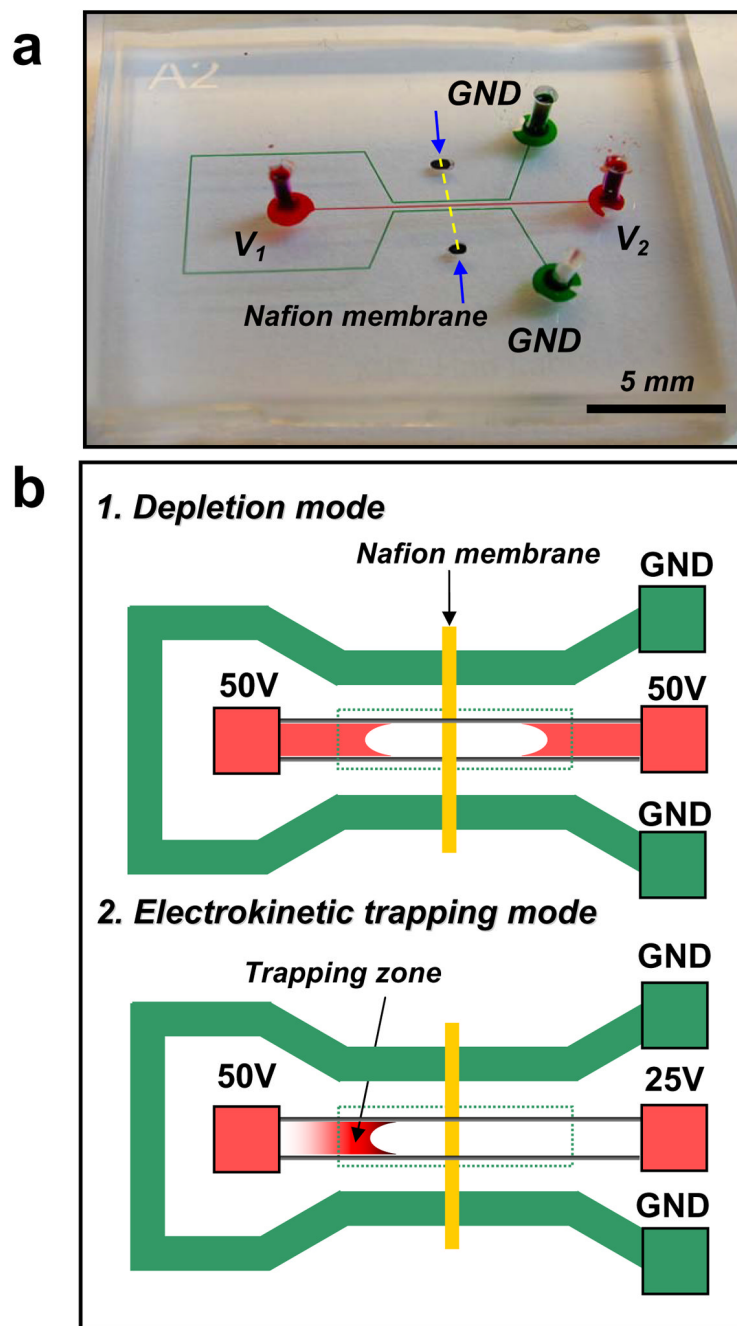 a
A2
GND
V1
V2
Nafion membrane
GND
5 mm
b
1. Depletion mode
Nafion membrane
GND
50V
50V
GND
2. Electrokinetic trapping mode
Trapping zone
GND
50V
25V
GND